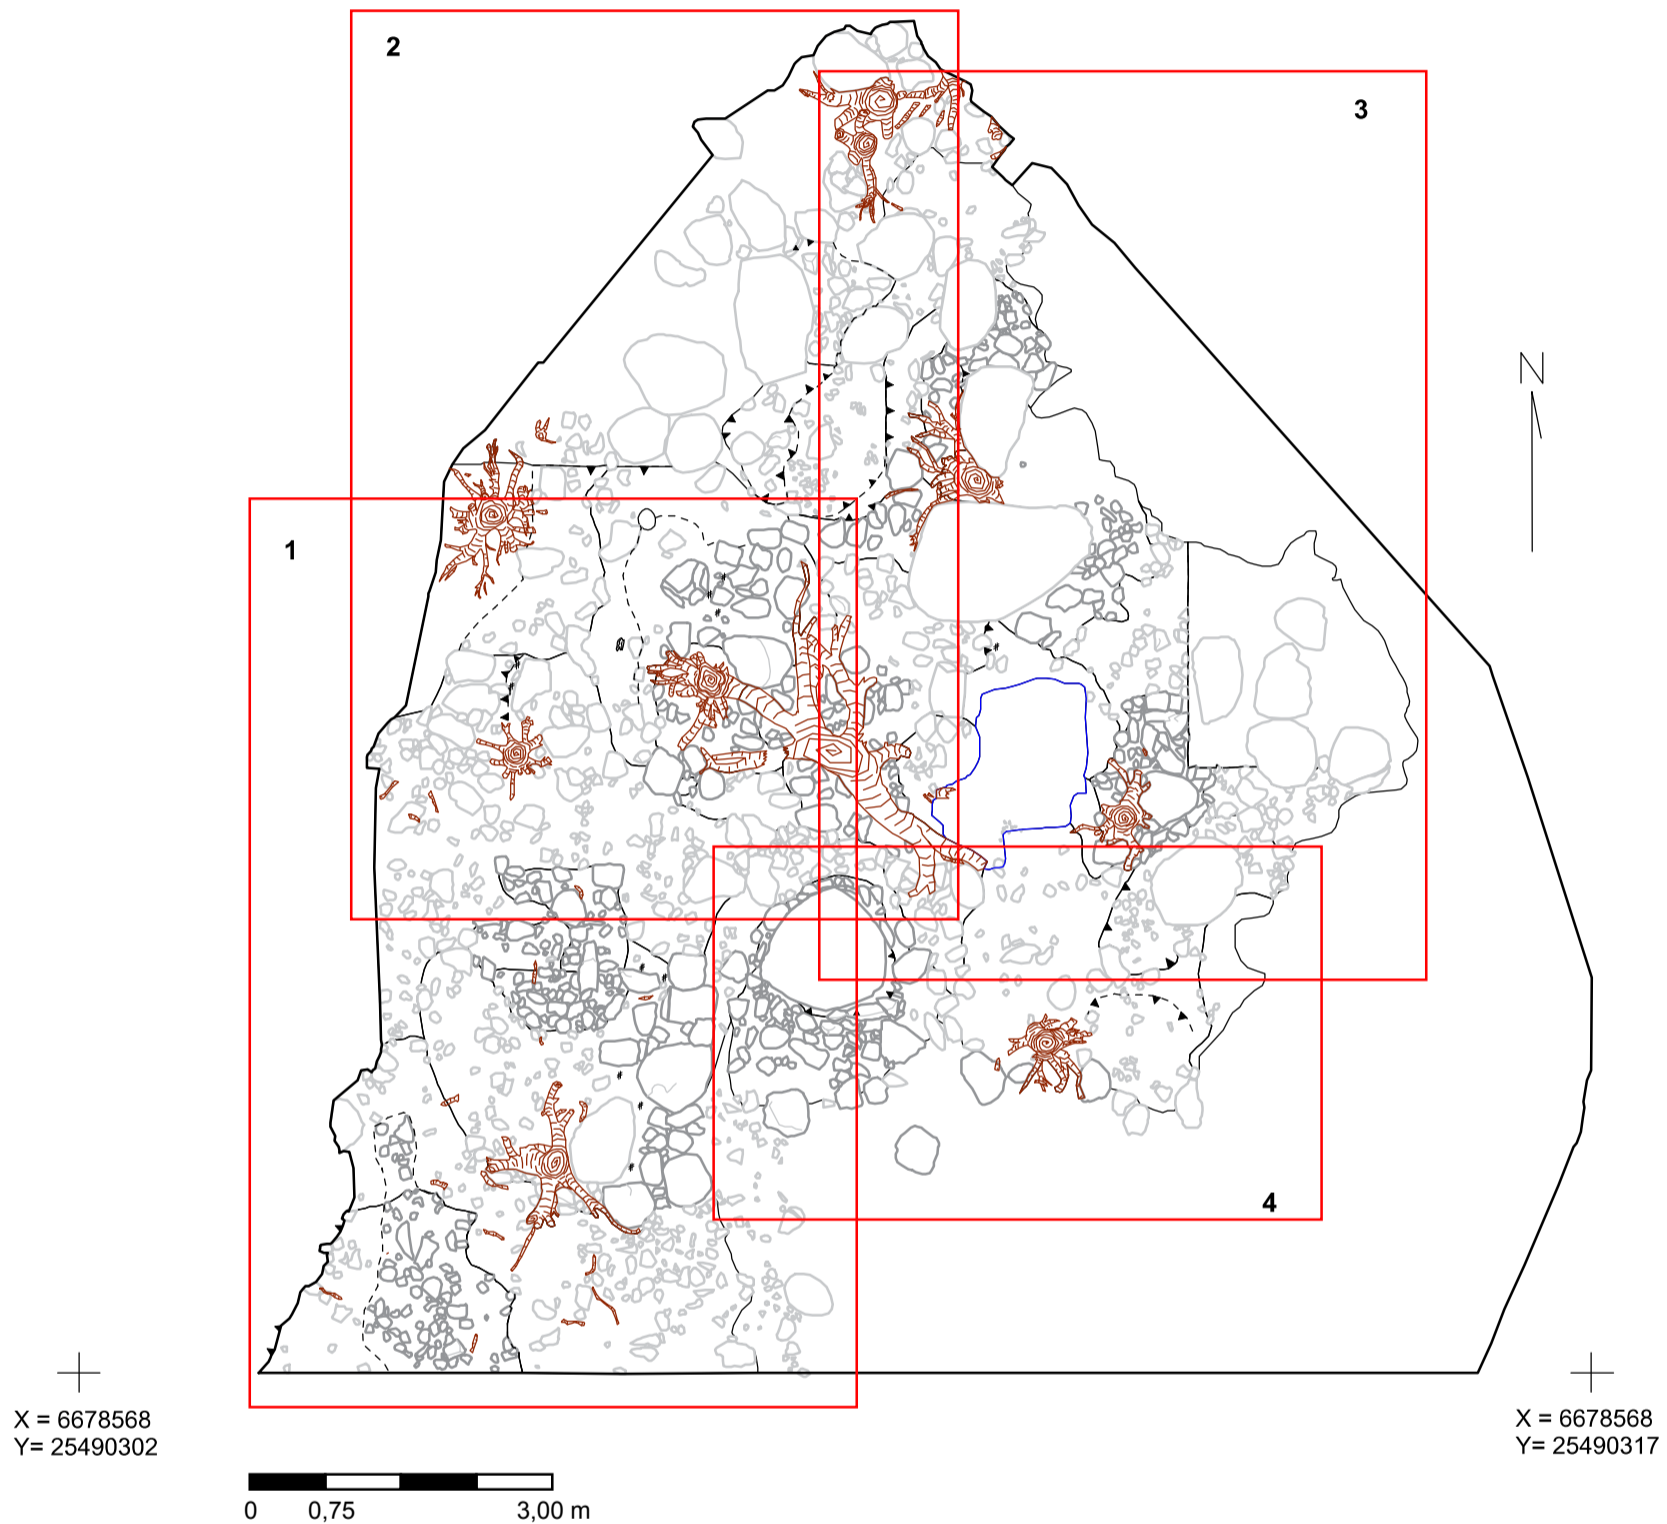 2
3
N
1
4
X = 6678568
Y= 25490302
X = 6678568
Y= 25490317
0 0,75 3,00 m